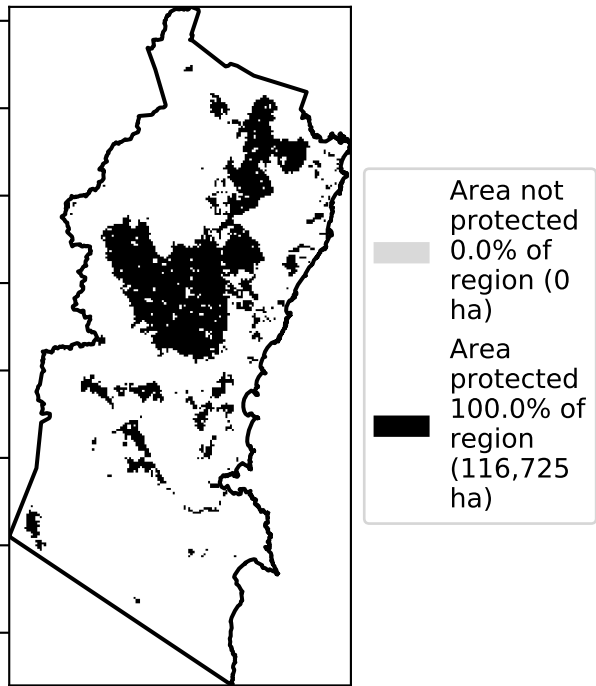 Area not
protected
0.0% of
region (0
ha)
Area
protected
100.0% of
region
(116,725
ha)